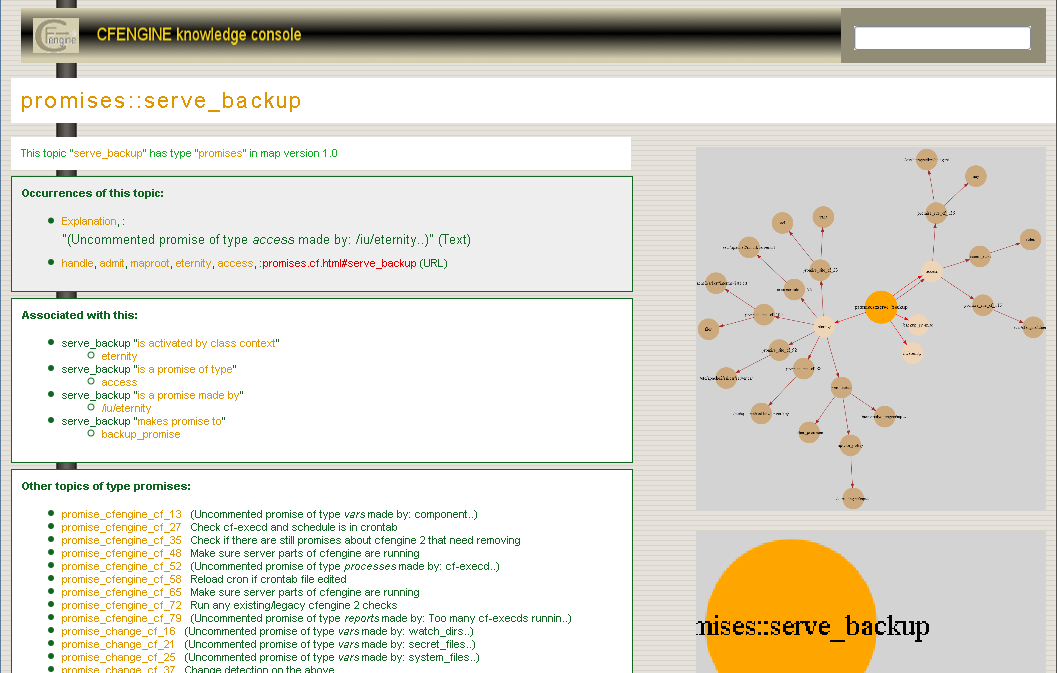 Cfengine
CFENGINE knowledge console
promises::serve_backup
This topic "serve_backup" has type "promises" in map version 1.0
Occurrences of this topic:
Explanation, :
"(Uncommented promise of type access made by: /iu/eternity..)" (Text)
handle, admit, maproot, eternity, access, :promises.cf.html#serve_backup (URL)
Associated with this:
serve_backup "is activated by class context"
eternity
serve_backup "is a promise of type"
access
serve_backup "is a promise made by"
/iu/eternity
serve_backup "makes promise to"
backup_promise
Other topics of type promises:
promise_cfengine_cf_13 (Uncommented promise of type vars made by: component..)
promise_cfengine_cf_27 Check cf-execd and schedule is in crontab
promise_cfengine_cf_35 Check if there are still promises about cfengine 2 that need removing
promise_cfengine_cf_48 Make sure server parts of cfengine are running
promise_cfengine_cf_52 (Uncommented promise of type processes made by: cf-execd..)
promise_cfengine_cf_58 Reload cron if crontab file edited
promise_cfengine_cf_65 Make sure server parts of cfengine are running
promise_cfengine_cf_72 Run any existing/legacy cfengine 2 checks
promise_cfengine_cf_79 (Uncommented promise of type reports made by: Too many cf-execds runnin..)
promise_change_cf_16 (Uncommented promise of type vars made by: watch_dirs..)
promise_change_cf_21 (Uncommented promise of type vars made by: secret_files..)
promise_change_cf_25 (Uncommented promise of type vars made by: system_files..)
promise_change_cf_37 Change detection on the above
promises::serve_backup
access
mises::serve_backup